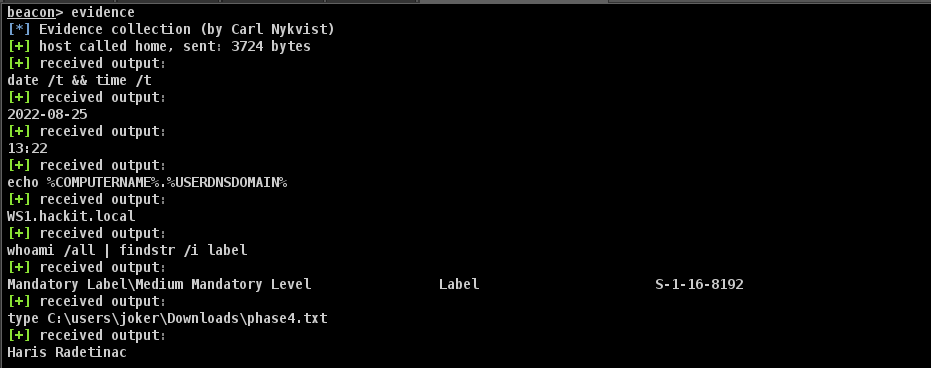 beacon> evidence
[*] Evidence collection (by Carl Nykvist)
[+] host called home, sent: 3724 bytes
[+] received output:
date /t && time /t
[+] received output:
2022-08-25
[+] received output:
13:22
[+] received output:
echo %COMPUTERNAME%.%USERDNSDOMAIN%
[+] received output:
WS1.hackit.local
[+] received output:
whoami /all | findstr /i label
[+] received output:
Mandatory Label\Medium Mandatory Level                Label                      S-1-16-8192
[+] received output:
type C:\users\joker\Downloads\phase4.txt
[+] received output:
Haris Radetinac